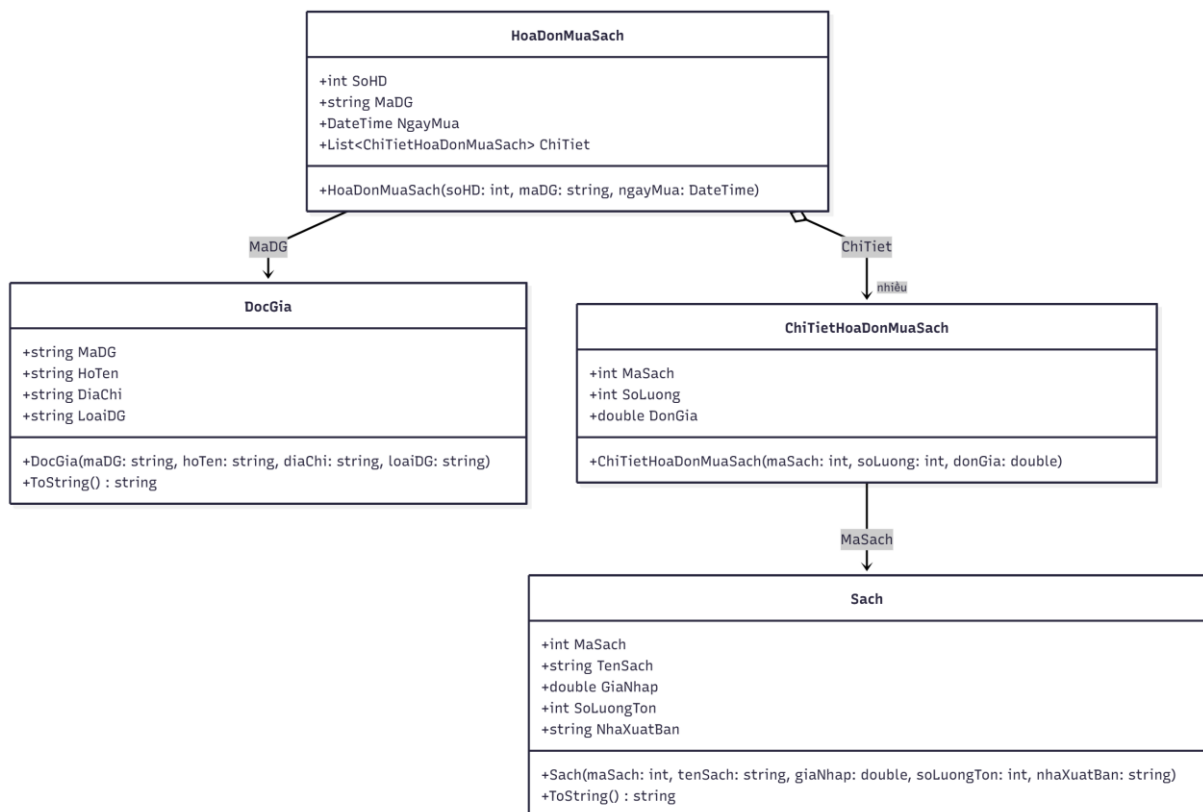 HoaDonMuaSach
+int SoHD
+string MaDG
+DateTime NgayMua
+List<ChiTietHoaDonMuaSach> ChiTiet
+HoaDonMuaSach(soHD: int, maDG: string, ngayMua: DateTime)
MaDG
ChiTiet
nhiều
DocGia
+string MaDG
+string HoTen
+string DiaChi
+string LoaiDG
+DocGia(maDG: string, hoTen: string, diaChi: string, loaiDG: string)
+ToString() : string
ChiTietHoaDonMuaSach
+int MaSach
+int SoLuong
+double DonGia
+ChiTietHoaDonMuaSach(maSach: int, soLuong: int, donGia: double)
MaSach
Sach
+int MaSach
+string TenSach
+double GiaNhap
+int SoLuongTon
+string NhaXuatBan
+Sach(maSach: int, tenSach: string, giaNhap: double, soLuongTon: int, nhaXuatBan: string)
+ToString() : string